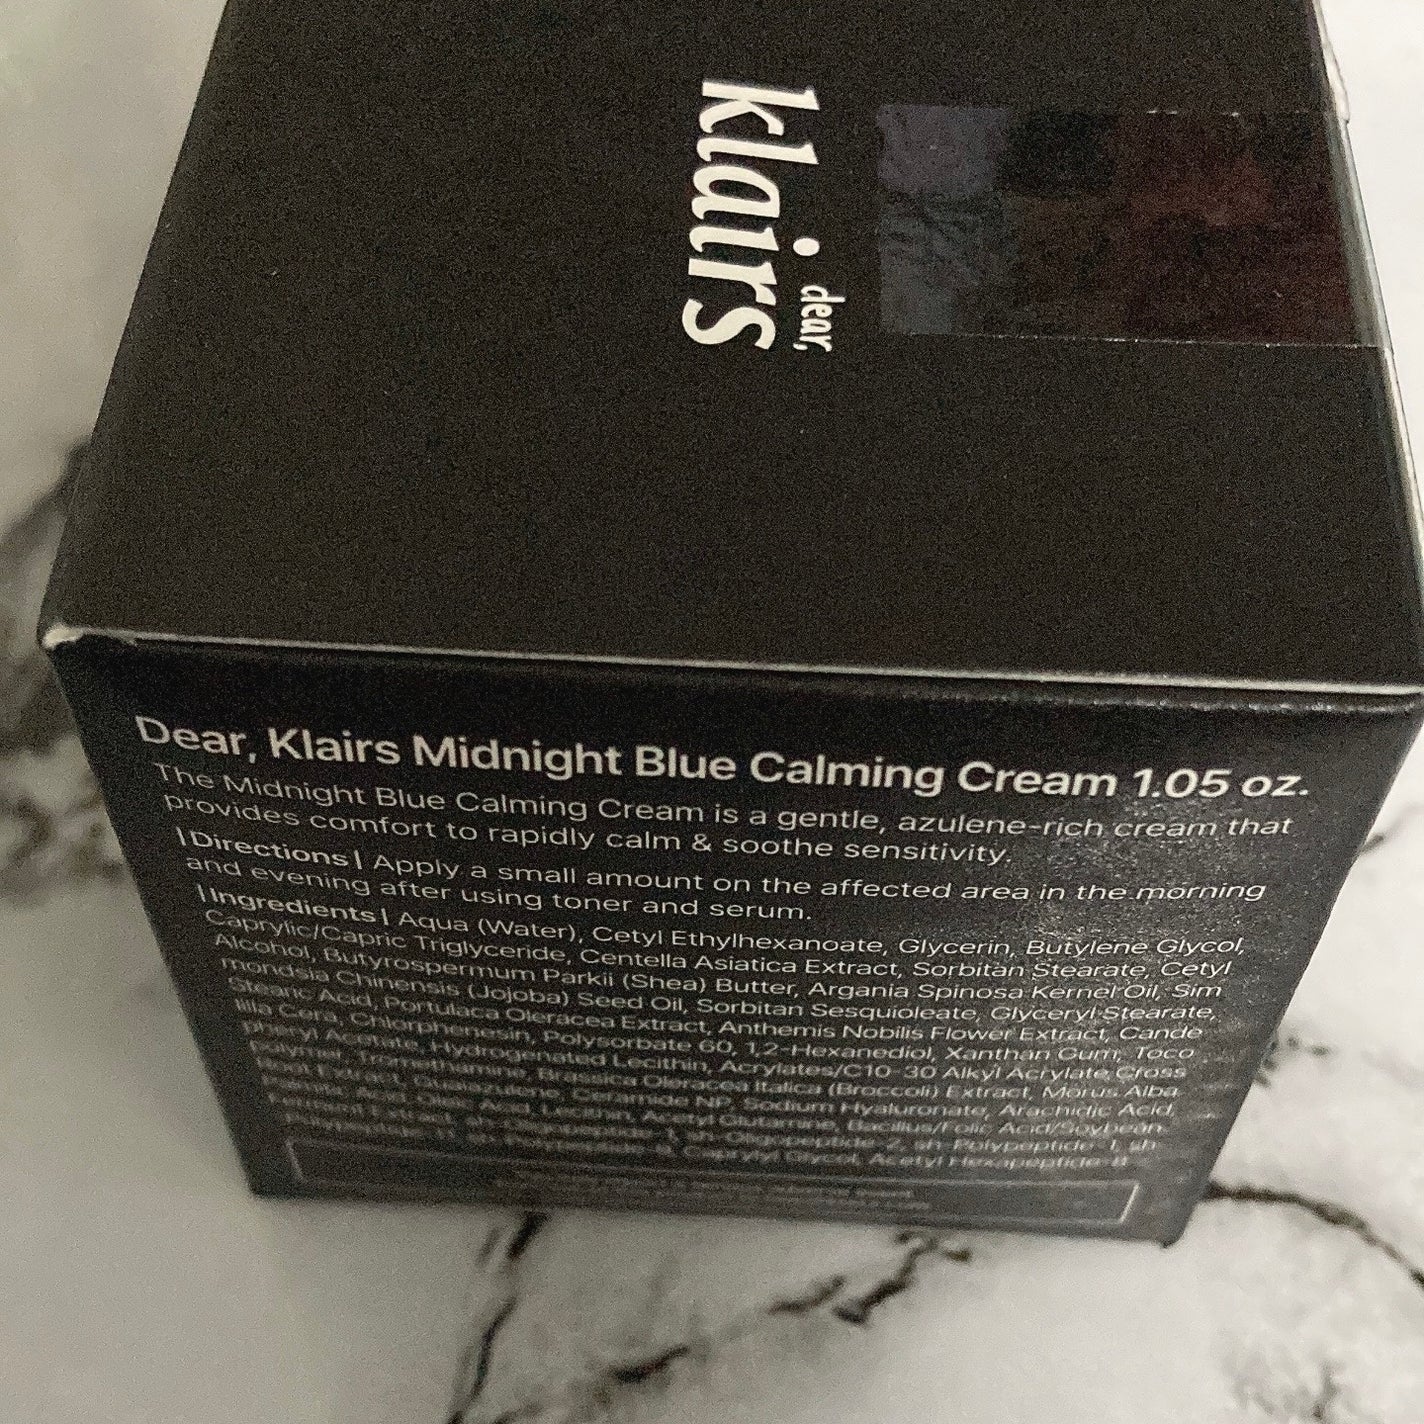 dear,
klairs
Dear, Klairs Midnight Blue Calming Cream 1.05 oz.
The Midnight Blue Calming Cream is a gentle, azulene-rich cream that
provides comfort to rapidly calm & soothe sensitivity.
|Directions| Apply a small amount on the affected area in the morning
and evening after using toner and serum.
|Ingredients| Aqua (Water), Cetyl Ethylhexanoate, Glycerin, Butylene Glycol,
Caprylic/Capric Triglyceride, Centella Asiatica Extract, Sorbitan Stearate, Cetyl
Alcohol, Butyrospermum Parkii (Shea) Butter, Argania Spinosa Kernel Oil, Sim
mondsia Chinensis (Jojoba) Seed Oil, Sorbitan Sesquioleate, Glyceryl Stearate,
Stearic Acid, Portulaca Oleracea Extract, Anthemis Nobilis Flower Extract, Cande
lilla Cera, Chlorphenesin, Polysorbate 60, 1,2-Hexanediol, Xanthan Gum, Toco
pheryl Acetate, Hydrogenated Lecithin, Acrylates/C10-30 Alkyl Acrylate Cross
Polymer, Tromethamine, Brassica Oleracea Italica (Broccoli) Extract, Morus Alba
Root Extract, Guaiazulene, Ceramide NP, Sodium Hyaluronate, Arachidic Acid,
Acid, Oleic Acid, Lecithin, Acetyl Glutamine, Bacillus/Folic Acid/Soybean
Ferment Extract, sh-Oligopeptide-1, sh-Oligopeptide-2, sh-Polypeptide-1, sh-
Caprylyl Glycol, Acetyl Hexapeptide-8